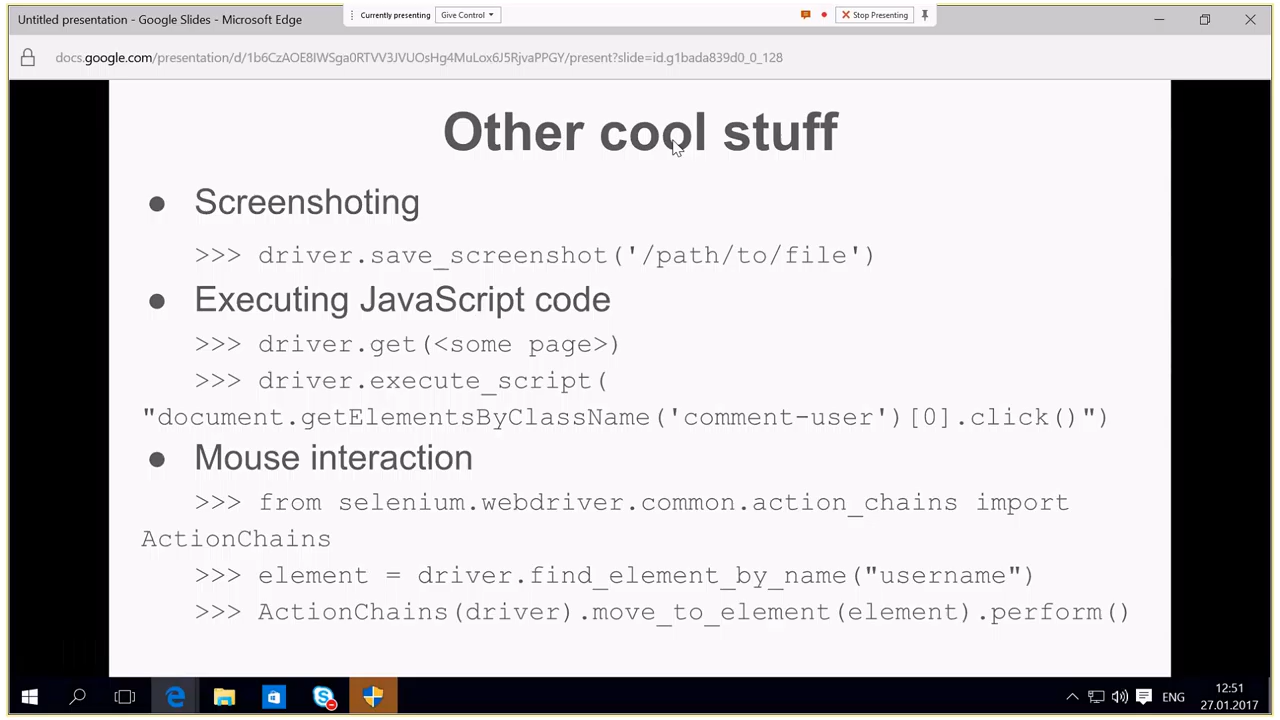 Untitled presentation - Google Slides - Microsoft Edge
Currently presenting
Give Control
Stop Presenting
docs.google.com/presentation/d/1b6CzAOE8IWSga0RTVV3JVUOsHg4MuLox6J5RjvaPPGY/present?slide=id.g1bada839d0_0_128
Other cool stuff
● Screenshoting
>>> driver.save_screenshot('/path/to/file')
● Executing JavaScript code
>>> driver.get(<some page>)
>>> driver.execute_script(
"document.getElementsByClassName('comment-user')[0].click()")
● Mouse interaction
>>> from selenium.webdriver.common.action_chains import
ActionChains
>>> element = driver.find_element_by_name("username")
>>> ActionChains(driver).move_to_element(element).perform()
ENG
12:51
27.01.2017